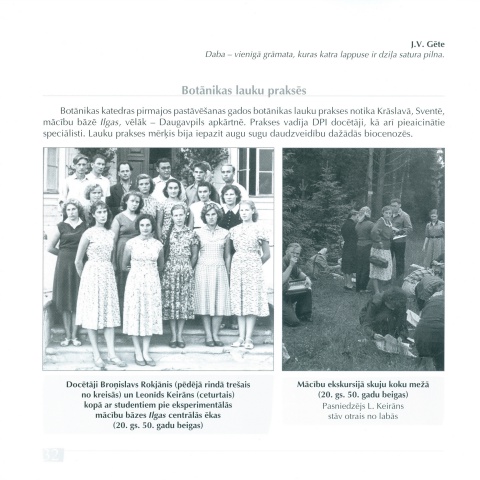 J.V. Gēte
Daba – vienīgā grāmata, kuras katra lappuse ir dziļa satura pilna.
Botānikas lauku praksēs
Botānikas katedras pirmajos pastāvēšanas gados botānikas lauku prakses notika Krāslavā, Sventē,
mācību bāzē Ilgas, vēlāk – Daugavpils apkārtnē. Prakses vadīja DPI docētāji, kā arī pieaicinātie
speciālisti. Lauku prakses mērķis bija iepazīt augu sugu daudzveidību dažādās biocenozēs.
Docētāji Broņislavs Rokjānis (pēdējā rindā trešais
no kreisās) un Leonīds Keirāns (ceturtais)
kopā ar studentiem pie eksperimentālās
mācību bāzes Ilgas centrālās ēkas
(20. gs. 50. gadu beigas)
Mācību ekskursijā skuju koku mežā
(20. gs. 50. gadu beigas)
Pasniedzējs L. Keirāns
stāv otrais no labās
32